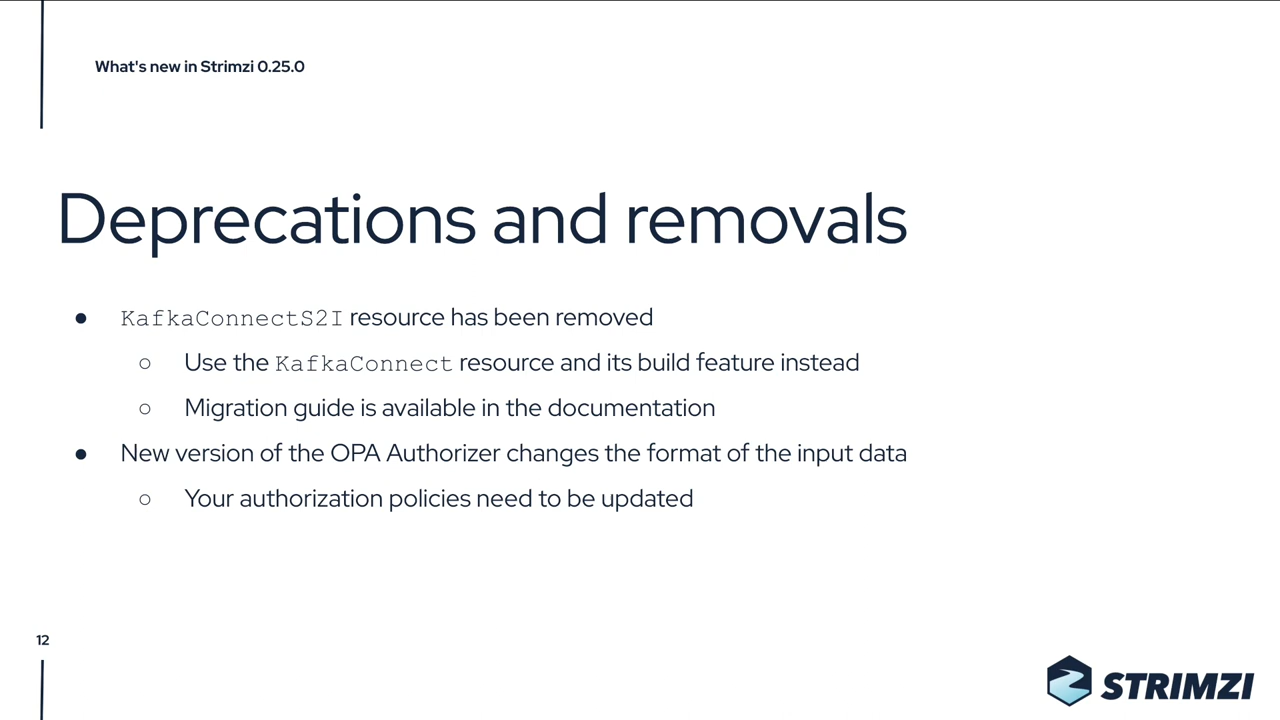 What's new in Strimzi 0.25.0
Deprecations and removals
● KafkaConnectS2I resource has been removed
○ Use the KafkaConnect resource and its build feature instead
○ Migration guide is available in the documentation
● New version of the OPA Authorizer changes the format of the input data
○ Your authorization policies need to be updated
12
STRIMZI